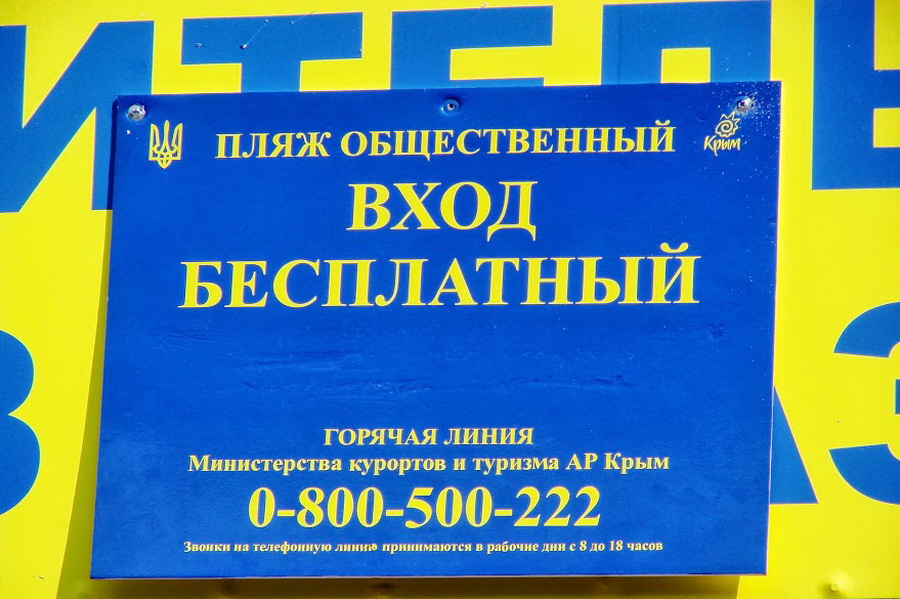 ИТЕЛЬ
ПЛЯЖ ОБЩЕСТВЕННЫЙ
Крым
ВХОД
БЕСПЛАТНЫЙ
ГОРЯЧАЯ ЛИНИЯ
Министерства курортов и туризма АР Крым
0-800-500-222
Звонки на телефонную линию принимаются в рабочие дни с 8 до 18 часов